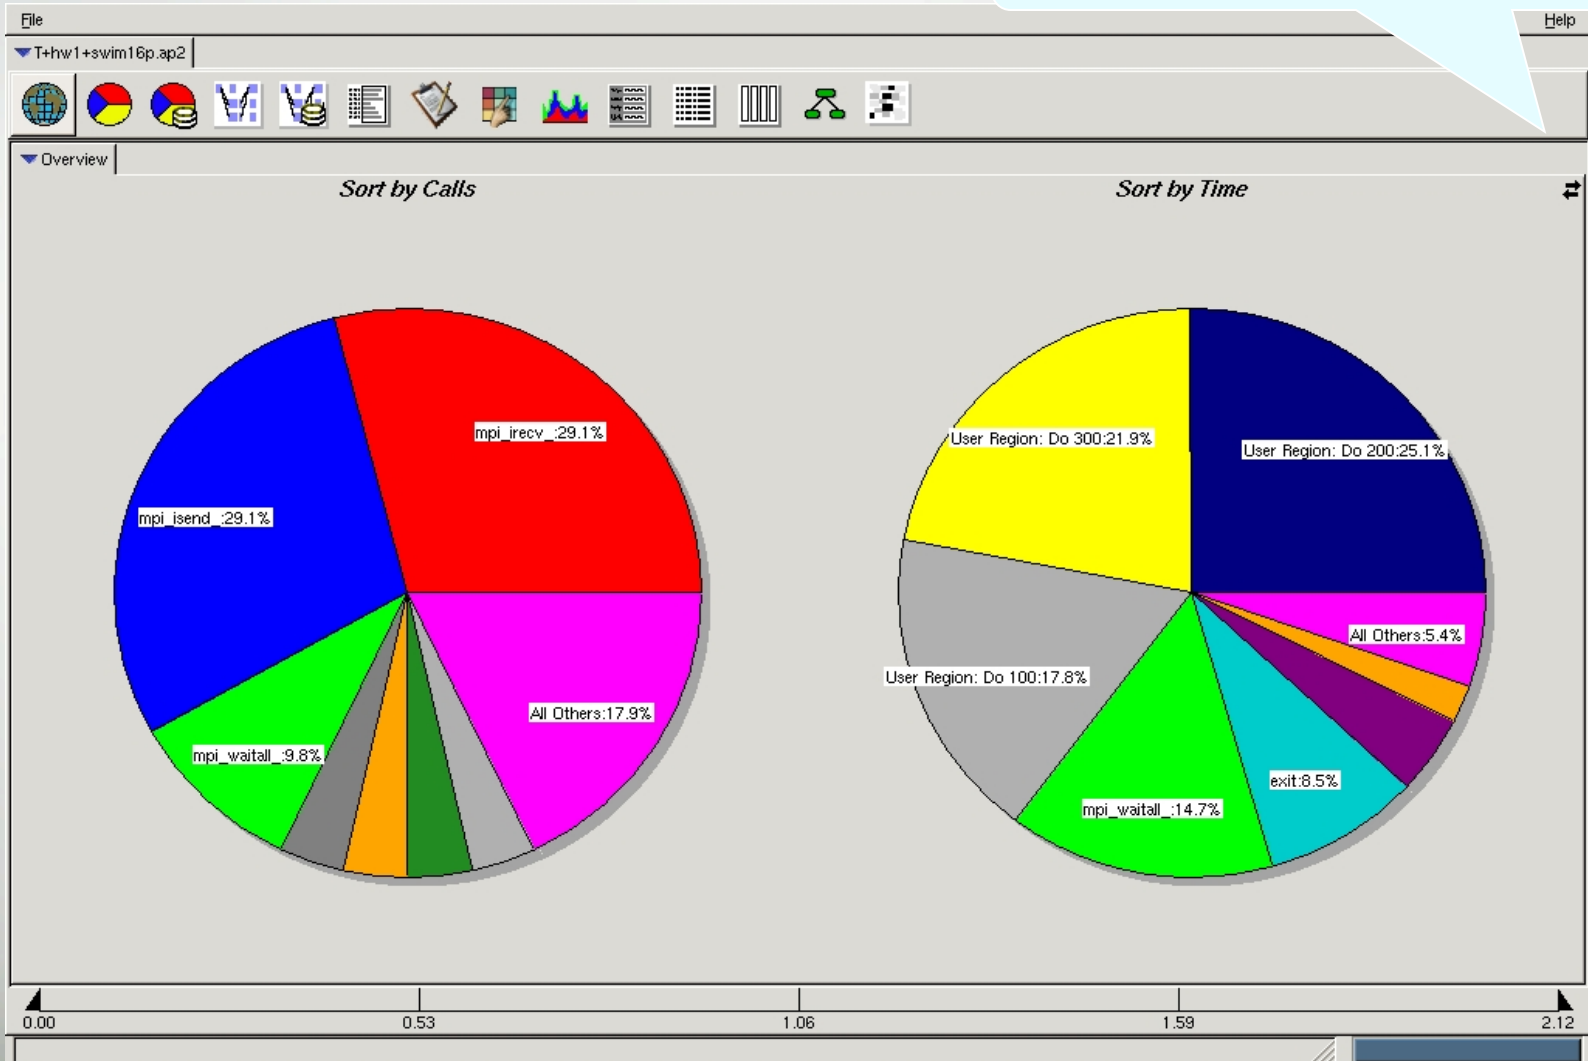 File
Help
T+hw1+swim16p.ap2
Overview
Sort by Calls
Sort by Time
mpi_irecv_:29.1%
mpi_isend_:29.1%
mpi_waitall_:9.8%
All Others:17.9%
User Region: Do 300:21.9%
User Region: Do 200:25.1%
All Others:5.4%
User Region: Do 100:17.8%
exit:8.5%
mpi_waitall_:14.7%
0.00
0.53
1.06
1.59
2.12